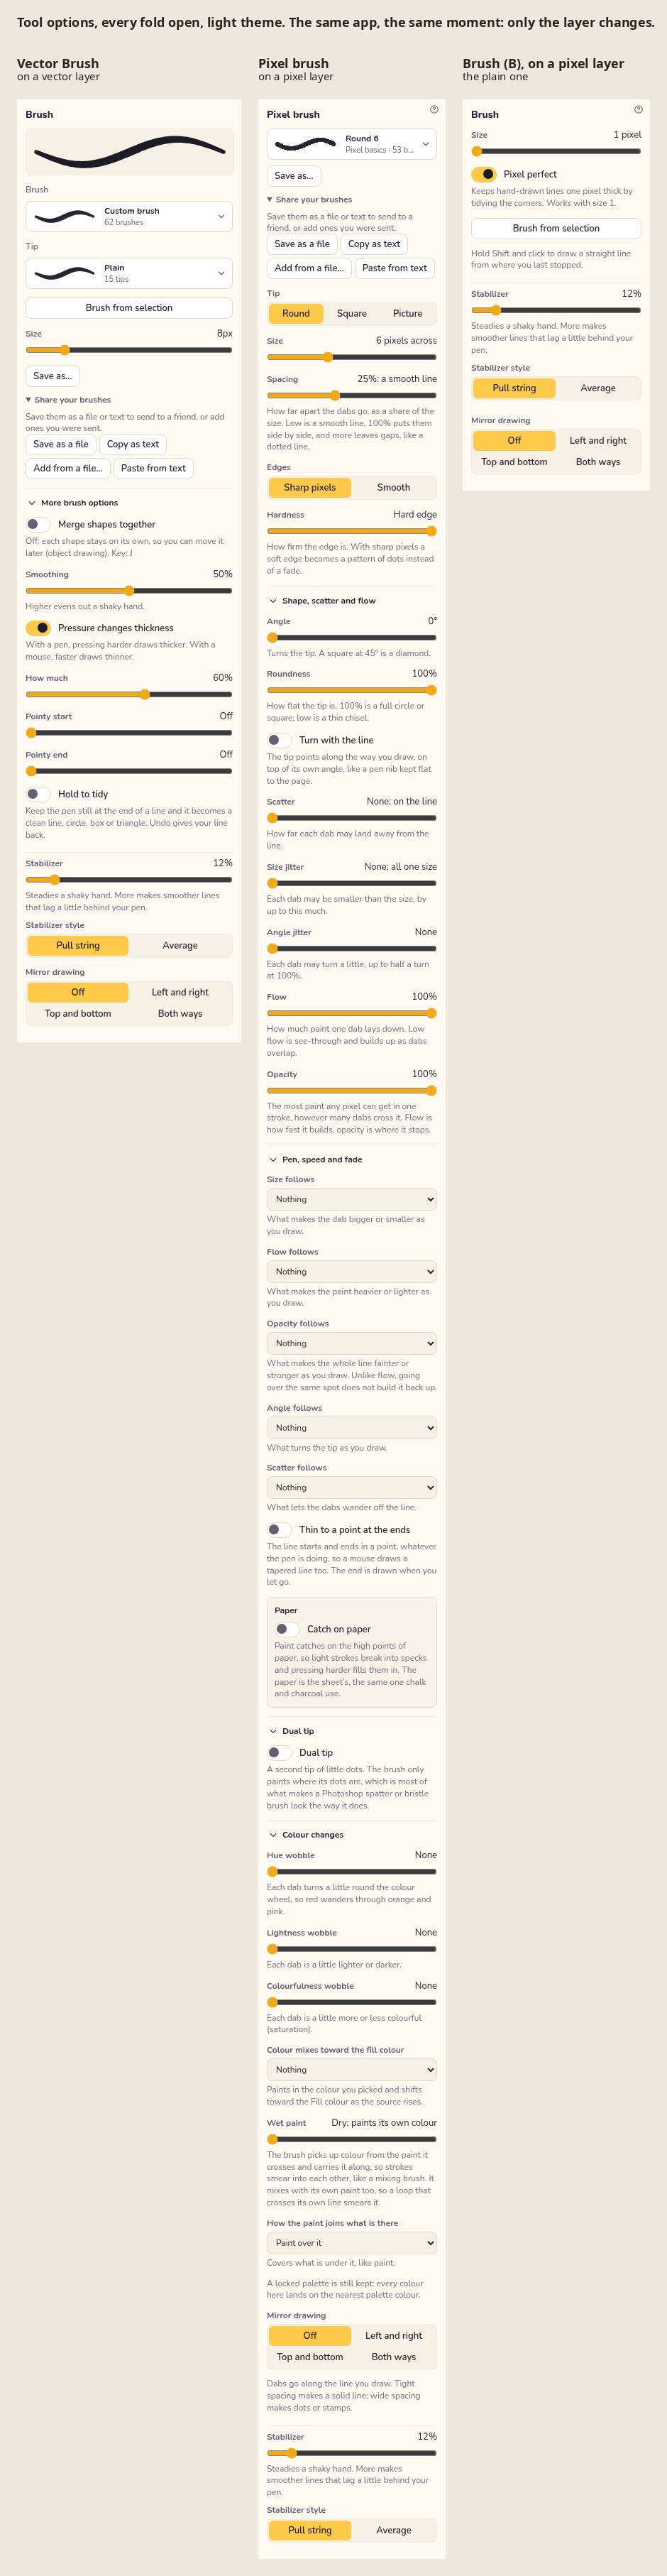 Tool options, every fold open, light theme. The same app, the same moment: only the layer changes.
Vector Brush
on a vector layer
Brush
Brush
Custom brush
62 brushes
Tip
Plain
15 tips
Brush from selection
Size 8px
Save as...
▼ Share your brushes
Save them as a file or text to send to a friend, or add
ones you were sent.
Save as a file Copy as text
Add from a file... Paste from text
More brush options
Merge shapes together
Off: each shape stays on its own, so you can move it
later (object drawing). Key: J
Smoothing 50%
Higher evens out a shaky hand.
Pressure changes thickness
With a pen, pressing harder draws thicker. With a
mouse, faster draws thinner.
How much 60%
Pointy start Off
Pointy end Off
Hold to tidy
Keep the pen still at the end of a line and it becomes a
clean line, circle, box or triangle. Undo gives your line
back.
Stabilizer 12%
Steadies a shaky hand. More makes smoother lines
that lag a little behind your pen.
Stabilizer style
Pull string Average
Mirror drawing
Off Left and right
Top and bottom Both ways
Pixel brush
on a pixel layer
Pixel brush
Round 6
Pixel basics · 53 b...
Save as...
▼ Share your brushes
Save them as a file or text to send to a
friend, or add ones you were sent.
Save as a file Copy as text
Add from a file... Paste from text
Tip
Round Square Picture
Size 6 pixels across
Spacing 25%: a smooth line
How far apart the dabs go, as a share of the
size. Low is a smooth line, 100% puts them
side by side, and more leaves gaps, like a
dotted line.
Edges
Sharp pixels Smooth
Hardness Hard edge
How firm the edge is. With sharp pixels a
soft edge becomes a pattern of dots instead
of a fade.
Shape, scatter and flow
Angle 0°
Turns the tip. A square at 45° is a diamond.
Roundness 100%
How flat the tip is. 100% is a full circle or
square; low is a thin chisel.
Turn with the line
The tip points along the way you draw, on
top of its own angle, like a pen nib kept flat
to the page.
Scatter None: on the line
How far each dab may land away from the
line.
Size jitter None: all one size
Each dab may be smaller than the size, by
up to this much.
Angle jitter None
Each dab may turn a little, up to half a turn
at 100%.
Flow 100%
How much paint one dab lays down. Low
flow is see-through and builds up as dabs
overlap.
Opacity 100%
The most paint any pixel can get in one
stroke, however many dabs cross it. Flow is
how fast it builds, opacity is where it stops.
Pen, speed and fade
Size follows
Nothing
What makes the dab bigger or smaller as
you draw.
Flow follows
Nothing
What makes the paint heavier or lighter as
you draw.
Opacity follows
Nothing
What makes the whole line fainter or
stronger as you draw. Unlike flow, going
over the same spot does not build it back up.
Angle follows
Nothing
What turns the tip as you draw.
Scatter follows
Nothing
What lets the dabs wander off the line.
Thin to a point at the ends
The line starts and ends in a point, whatever
the pen is doing, so a mouse draws a
tapered line too. The end is drawn when you
let go.
Paper
Catch on paper
Paint catches on the high points of
paper, so light strokes break into specks
and pressing harder fills them in. The
paper is the sheet's, the same one chalk
and charcoal use.
Dual tip
Dual tip
A second tip of little dots. The brush only
paints where its dots are, which is most of
what makes a Photoshop spatter or bristle
brush look the way it does.
Colour changes
Hue wobble None
Each dab turns a little round the colour
wheel, so red wanders through orange and
pink.
Lightness wobble None
Each dab is a little lighter or darker.
Colourfulness wobble None
Each dab is a little more or less colourful
(saturation).
Colour mixes toward the fill colour
Nothing
Paints in the colour you picked and shifts
toward the Fill colour as the source rises.
Wet paint Dry: paints its own colour
The brush picks up colour from the paint it
crosses and carries it along, so strokes
smear into each other, like a mixing brush. It
mixes with its own paint too, so a loop that
crosses its own line smears it.
How the paint joins what is there
Paint over it
Covers what is under it, like paint.
A locked palette is still kept: every colour
here lands on the nearest palette colour.
Mirror drawing
Off Left and right
Top and bottom Both ways
Dabs go along the line you draw. Tight
spacing makes a solid line; wide spacing
makes dots or stamps.
Stabilizer 12%
Steadies a shaky hand. More makes
smoother lines that lag a little behind your
pen.
Stabilizer style
Pull string Average
Brush (B), on a pixel layer
the plain one
Brush
Size 1 pixel
Pixel perfect
Keeps hand-drawn lines one pixel thick by
tidying the corners. Works with size 1.
Brush from selection
Hold Shift and click to draw a straight line
from where you last stopped.
Stabilizer 12%
Steadies a shaky hand. More makes
smoother lines that lag a little behind your
pen.
Stabilizer style
Pull string Average
Mirror drawing
Off Left and right
Top and bottom Both ways